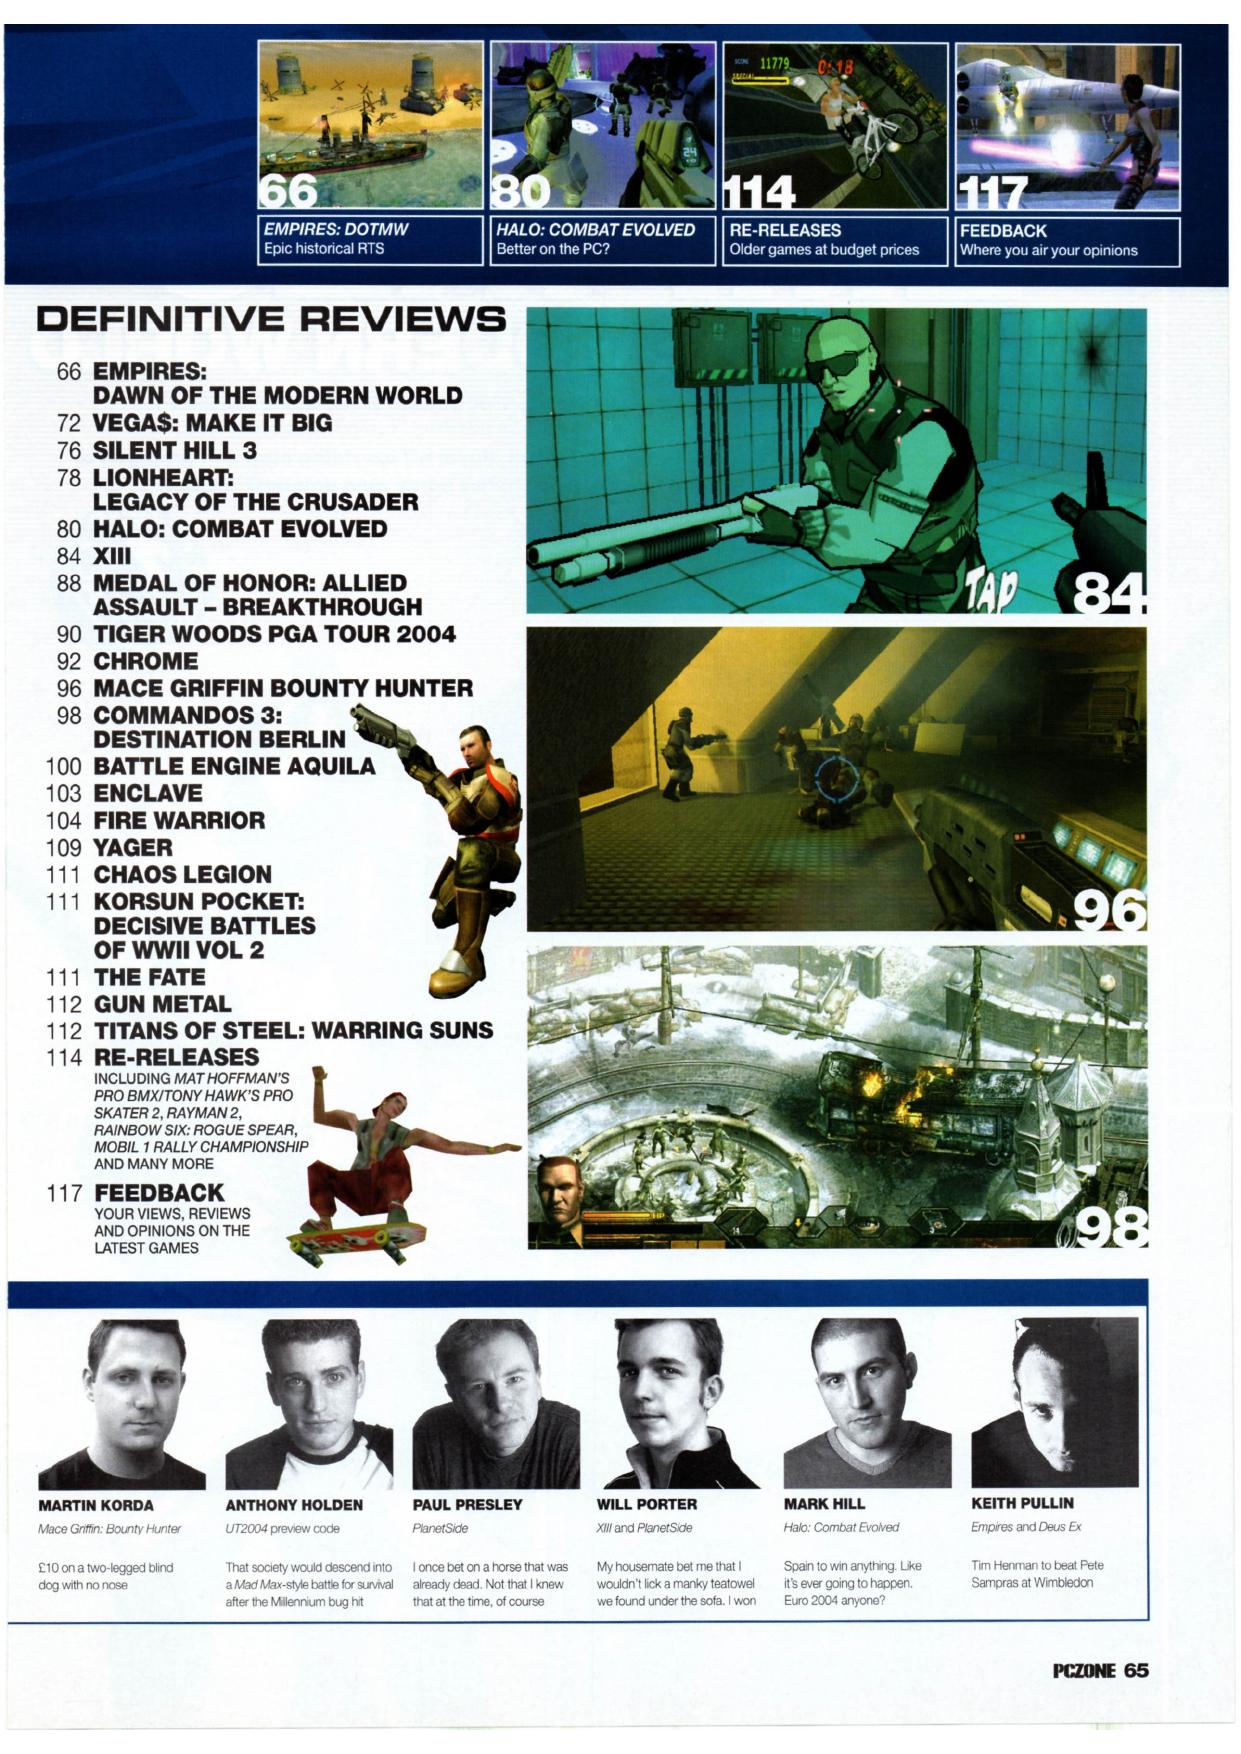 SCORE 11779
SPECIAL
0:18
24
66
80
114
117
EMPIRES: DOTMW
Epic historical RTS
HALO: COMBAT EVOLVED
Better on the PC?
RE-RELEASES
Older games at budget prices
FEEDBACK
Where you air your opinions
DEFINITIVE REVIEWS
66 EMPIRES:
DAWN OF THE MODERN WORLD
72 VEGA$: MAKE IT BIG
76 SILENT HILL 3
78 LIONHEART:
LEGACY OF THE CRUSADER
80 HALO: COMBAT EVOLVED
84 XIII
88 MEDAL OF HONOR: ALLIED
ASSAULT – BREAKTHROUGH
90 TIGER WOODS PGA TOUR 2004
92 CHROME
96 MACE GRIFFIN BOUNTY HUNTER
98 COMMANDOS 3:
DESTINATION BERLIN
100 BATTLE ENGINE AQUILA
103 ENCLAVE
104 FIRE WARRIOR
109 YAGER
111 CHAOS LEGION
111 KORSUN POCKET:
DECISIVE BATTLES
OF WWII VOL 2
111 THE FATE
112 GUN METAL
112 TITANS OF STEEL: WARRING SUNS
114 RE-RELEASES
INCLUDING MAT HOFFMAN'S
PRO BMX/TONY HAWK'S PRO
SKATER 2, RAYMAN 2,
RAINBOW SIX: ROGUE SPEAR,
MOBIL 1 RALLY CHAMPIONSHIP
AND MANY MORE
117 FEEDBACK
YOUR VIEWS, REVIEWS
AND OPINIONS ON THE
LATEST GAMES
TAP
84
96
98
MARTIN KORDA
Mace Griffin: Bounty Hunter
£10 on a two-legged blind
dog with no nose
ANTHONY HOLDEN
UT2004 preview code
That society would descend into
a Mad Max-style battle for survival
after the Millennium bug hit
PAUL PRESLEY
PlanetSide
I once bet on a horse that was
already dead. Not that I knew
that at the time, of course
WILL PORTER
XIII and PlanetSide
My housemate bet me that I
wouldn't lick a manky teatowel
we found under the sofa. I won
MARK HILL
Halo: Combat Evolved
Spain to win anything. Like
it's ever going to happen.
Euro 2004 anyone?
KEITH PULLIN
Empires and Deus Ex
Tim Henman to beat Pete
Sampras at Wimbledon
PCZONE 65